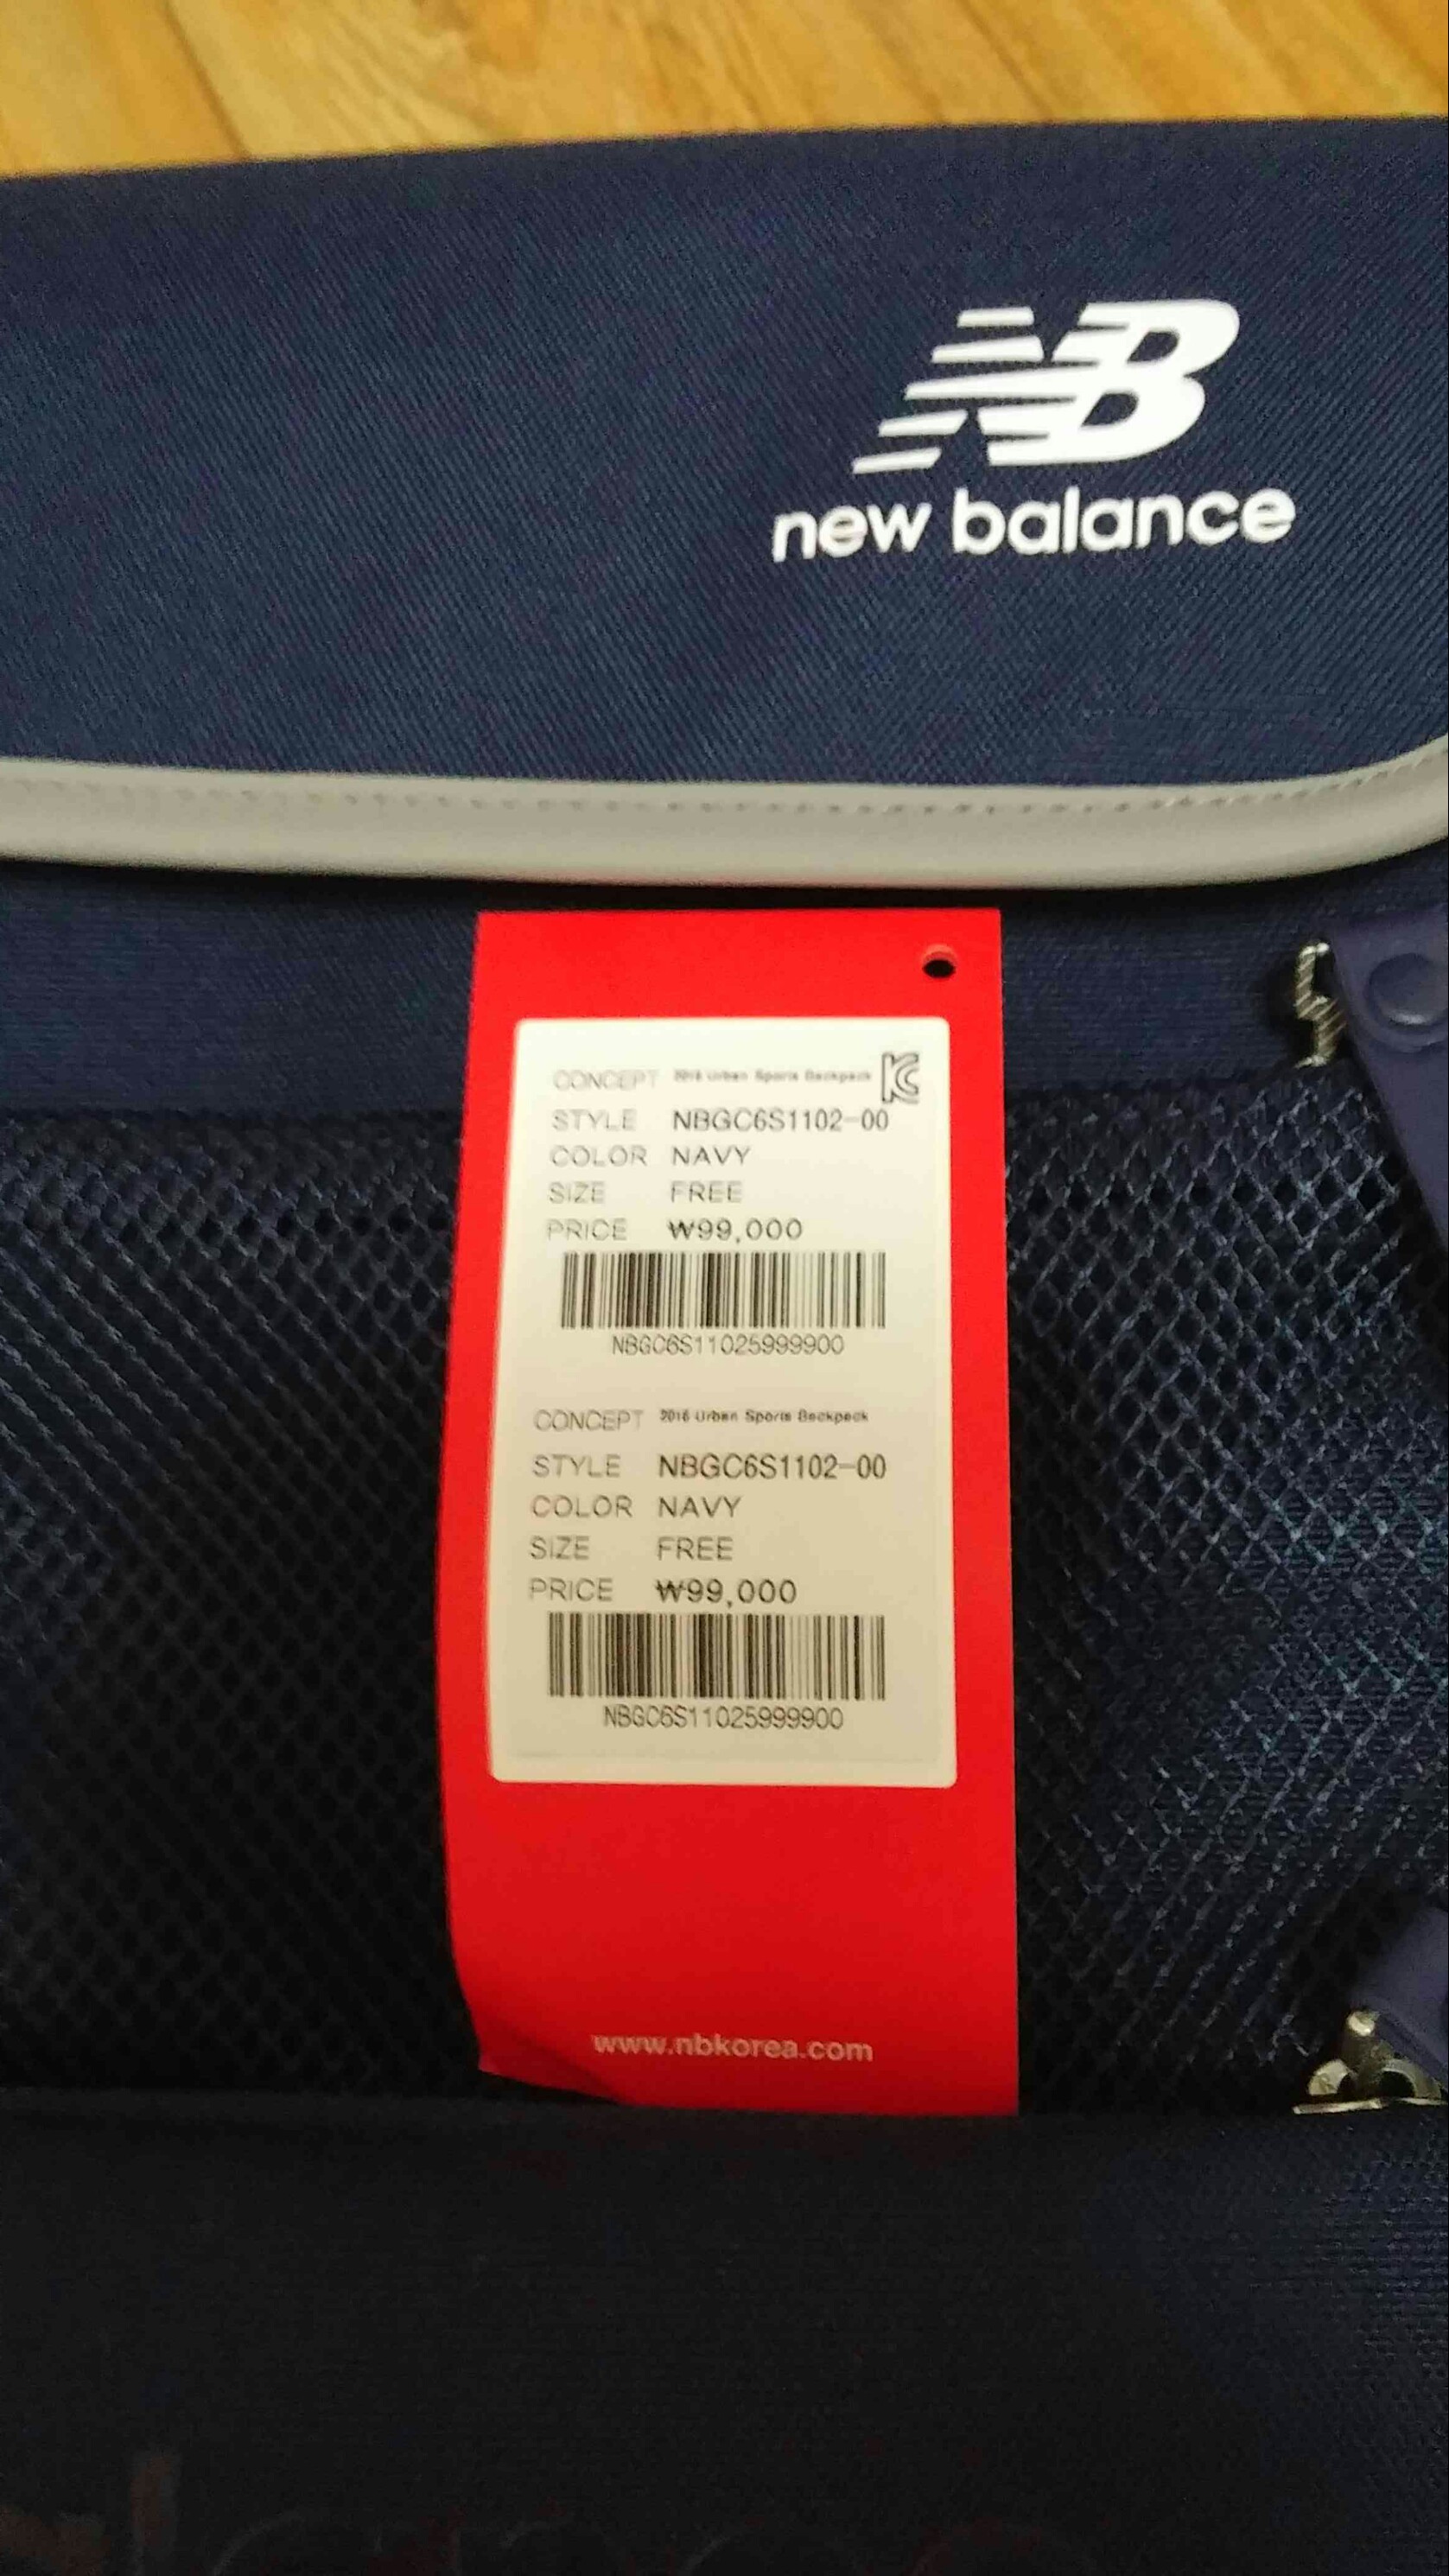 NB
new balance
CONCEPT 2016 Urban Sports Backpack
STYLE NBGC6S1102-00
COLOR NAVY
SIZE FREE
PRICE ₩99,000
NBGC6S11025999900
CONCEPT 2016 Urban Sports Backpack
STYLE NBGC6S1102-00
COLOR NAVY
SIZE FREE
PRICE ₩99,000
NBGC6S11025999900
www.nbkorea.com